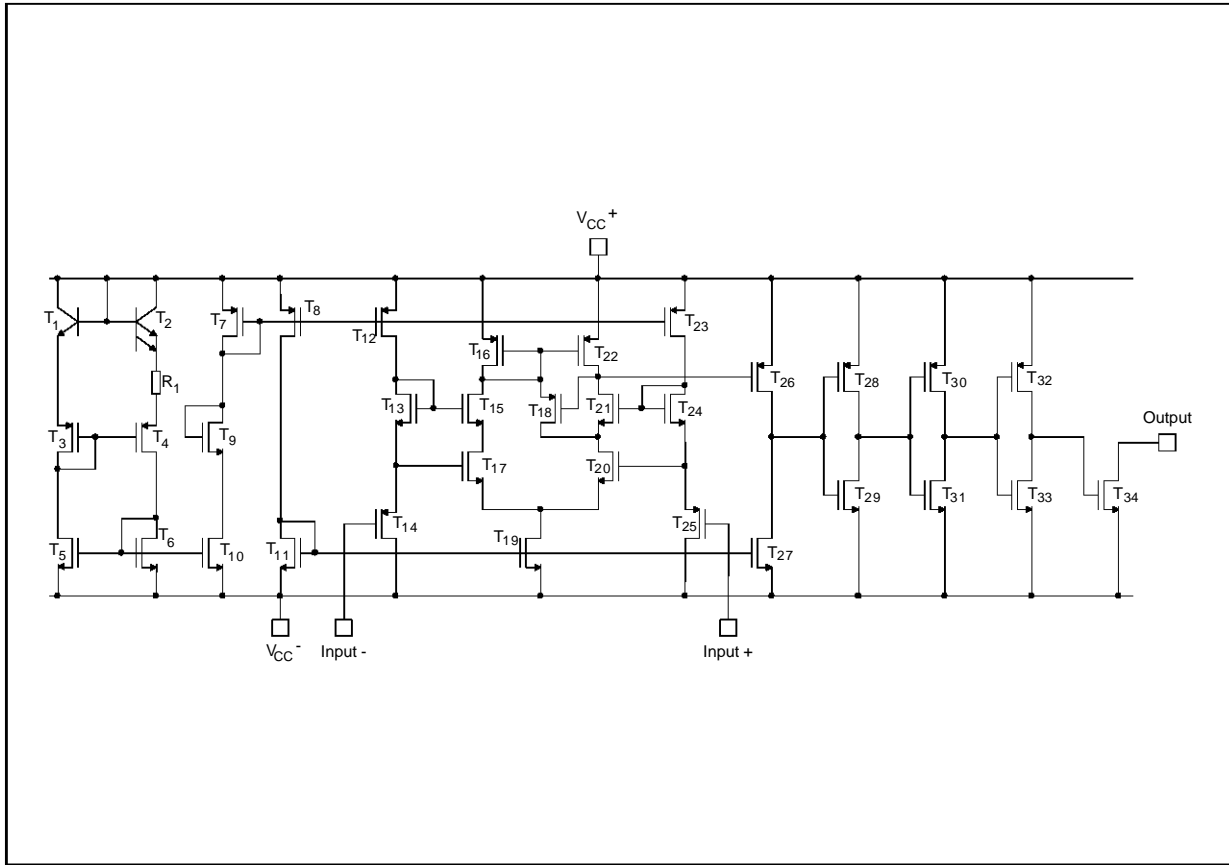 VCC+
T1
T2
T7
T8
T12
T23
T16
T22
R1
T26
T28
T30
T32
T13
T15
T18
T21
T24
T3
T4
T9
Output
T17
T20
T29
T31
T33
T34
T14
T25
T5
T6
T10
T11
T19
T27
VCC-
Input -
Input +